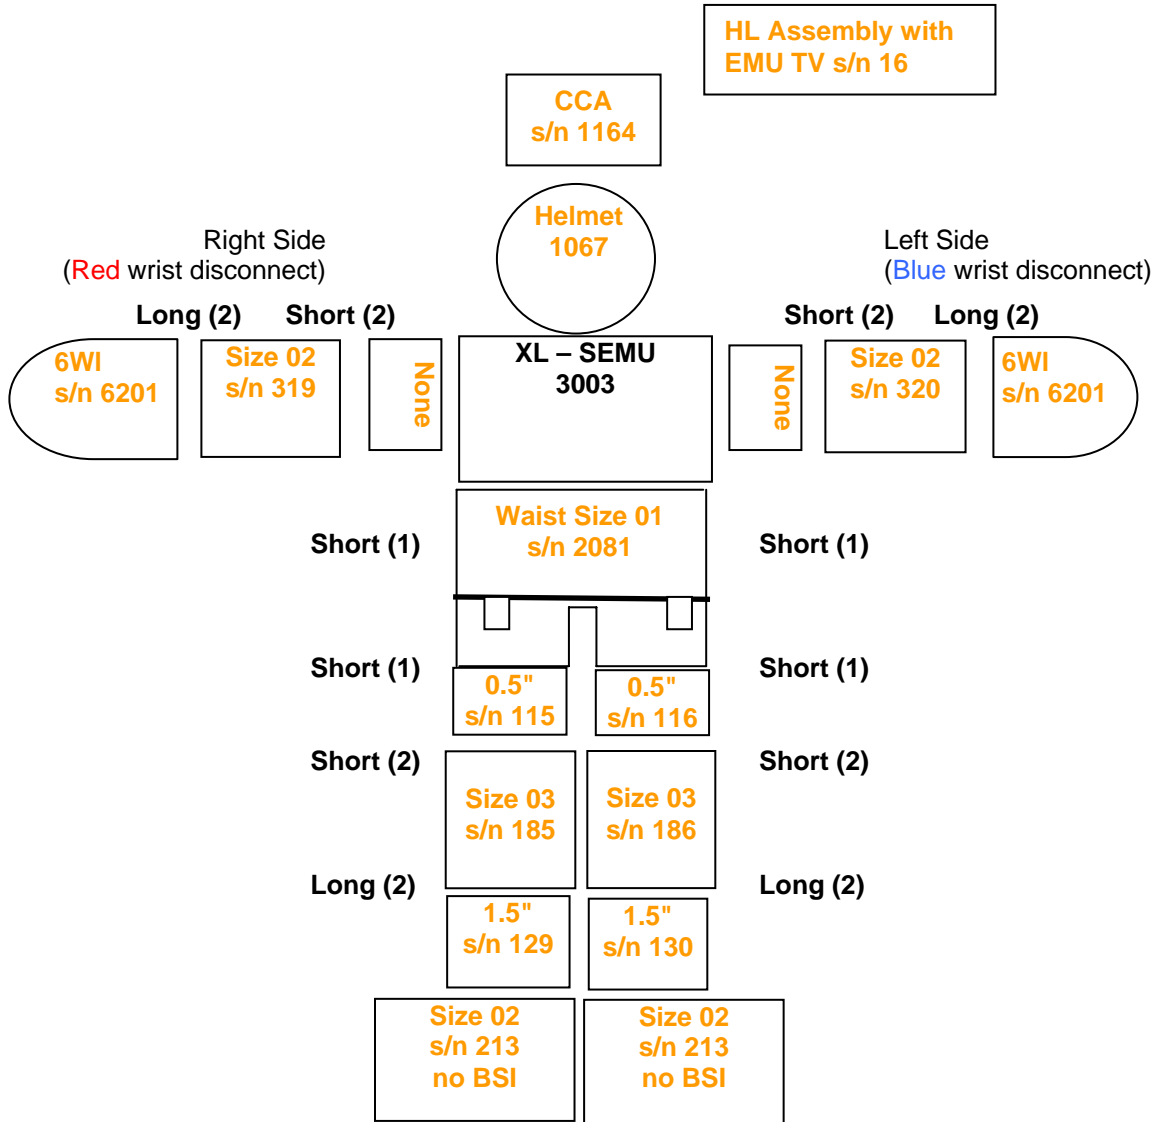 HL Assembly with
EMU TV s/n 16
CCA
s/n 1164
Helmet
1067
Right Side
(Red wrist disconnect)
Left Side
(Blue wrist disconnect)
Long (2) Short (2)
Short (2) Long (2)
6WI
s/n 6201
Size 02
s/n 319
None
XL – SEMU
3003
None
Size 02
s/n 320
6WI
s/n 6201
Short (1)
Waist Size 01
s/n 2081
Short (1)
Short (1)
0.5"
s/n 115
0.5"
s/n 116
Short (1)
Short (2)
Size 03
s/n 185
Size 03
s/n 186
Short (2)
Long (2)
1.5"
s/n 129
1.5"
s/n 130
Long (2)
Size 02
s/n 213
no BSI
Size 02
s/n 213
no BSI